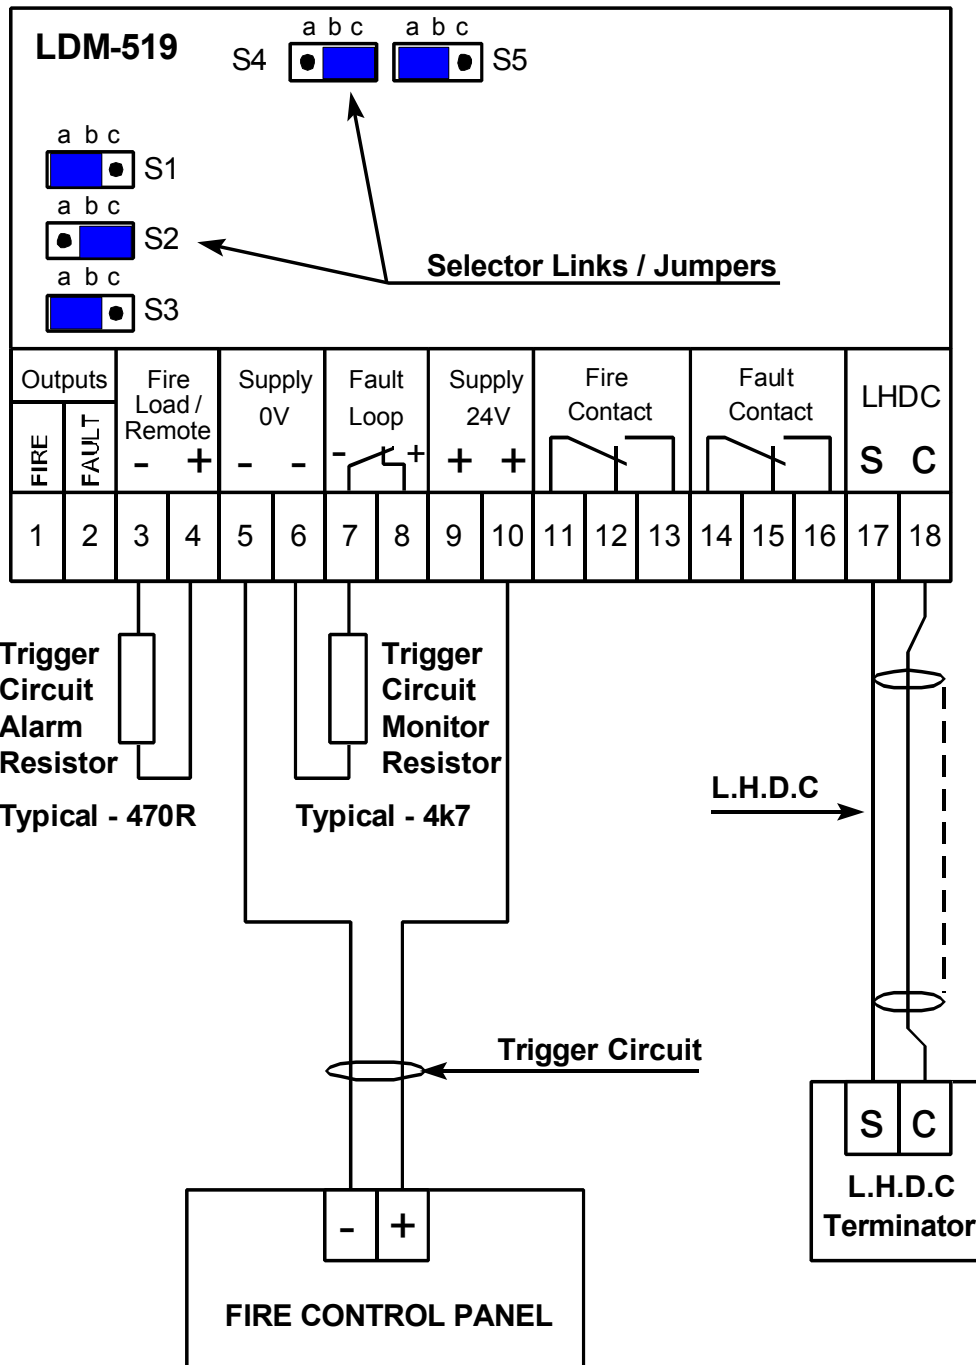 LDM-519
a b c
a b c
S4
S5
a b c
S1
a b c
S2
a b c
S3
Selector Links / Jumpers
Outputs
FIRE
FAULT
Fire
Load /
Remote
- +
Supply
0V
- -
Fault
Loop
- +
Supply
24V
+ +
Fire
Contact
Fault
Contact
LHDC
S C
1 2 3 4 5 6 7 8 9 10 11 12 13 14 15 16 17 18
Trigger
Circuit
Alarm
Resistor
Typical - 470R
Trigger
Circuit
Monitor
Resistor
Typical - 4k7
L.H.D.C
Trigger Circuit
S C
L.H.D.C
Terminator
- +
FIRE CONTROL PANEL